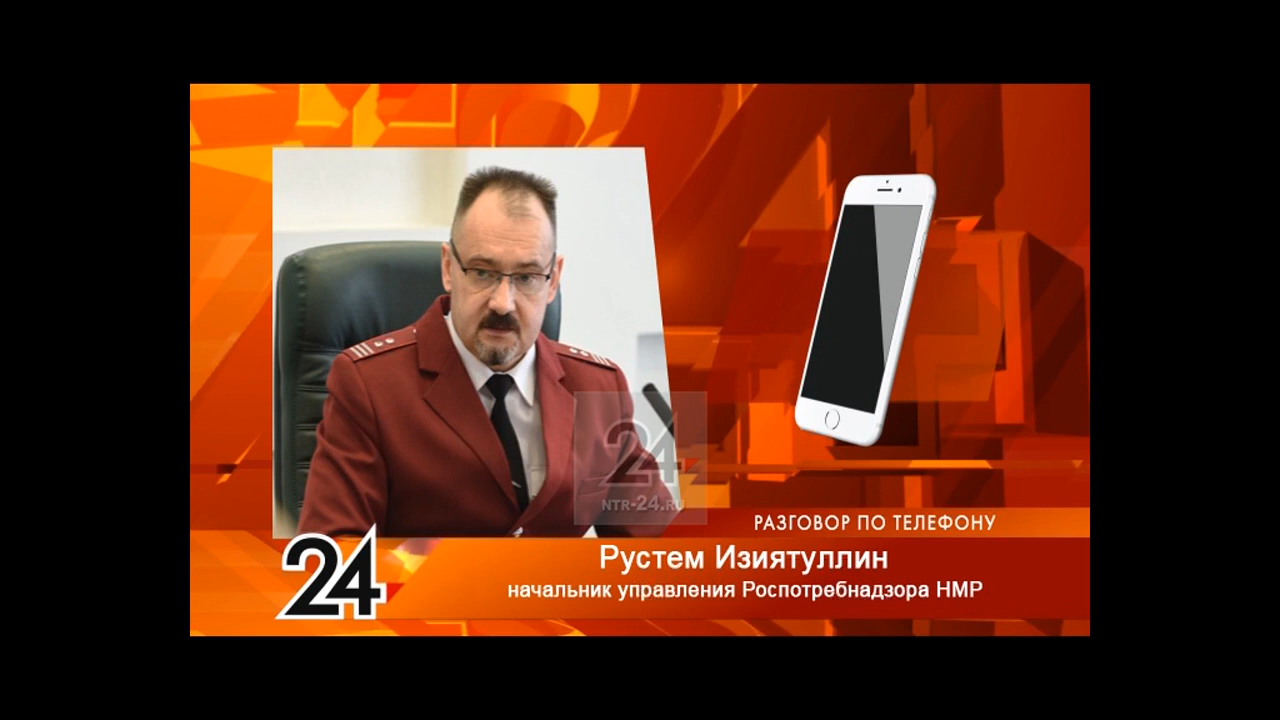 24
NTR-24.RU
РАЗГОВОР ПО ТЕЛЕФОНУ
Рустем Изиятуллин
начальник управления Роспотребнадзора НМР
24